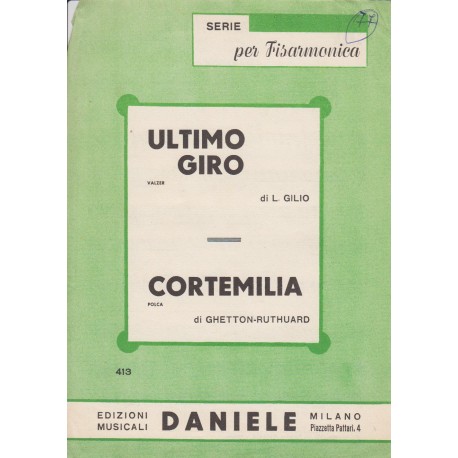 SERIE
per Fisarmonica
77
ULTIMO
GIRO
VALZER
di L. GILIO
CORTEMILIA
POLCA
di GHETTON-RUTHUARD
413
EDIZIONI
MUSICALI
DANIELE
MILANO
Piazzetta Pattari, 4